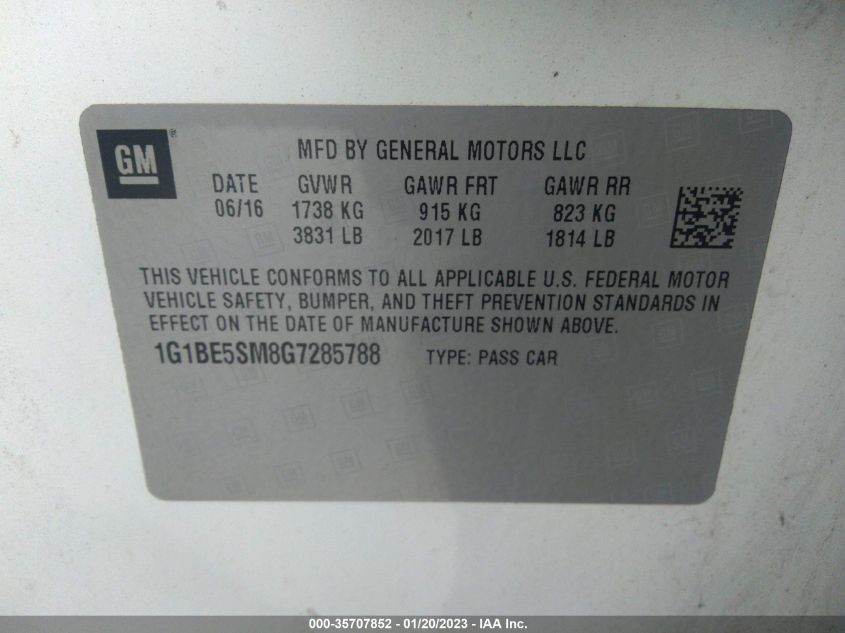 GM®
MFD BY GENERAL MOTORS LLC
DATE GVWR GAWR FRT GAWR RR
06/16 1738 KG 915 KG 823 KG
3831 LB 2017 LB 1814 LB
THIS VEHICLE CONFORMS TO ALL APPLICABLE U.S. FEDERAL MOTOR
VEHICLE SAFETY, BUMPER, AND THEFT PREVENTION STANDARDS IN
EFFECT ON THE DATE OF MANUFACTURE SHOWN ABOVE.
1G1BE5SM8G7285788 TYPE: PASS CAR
000-35707852 - 01/20/2023 - IAA Inc.